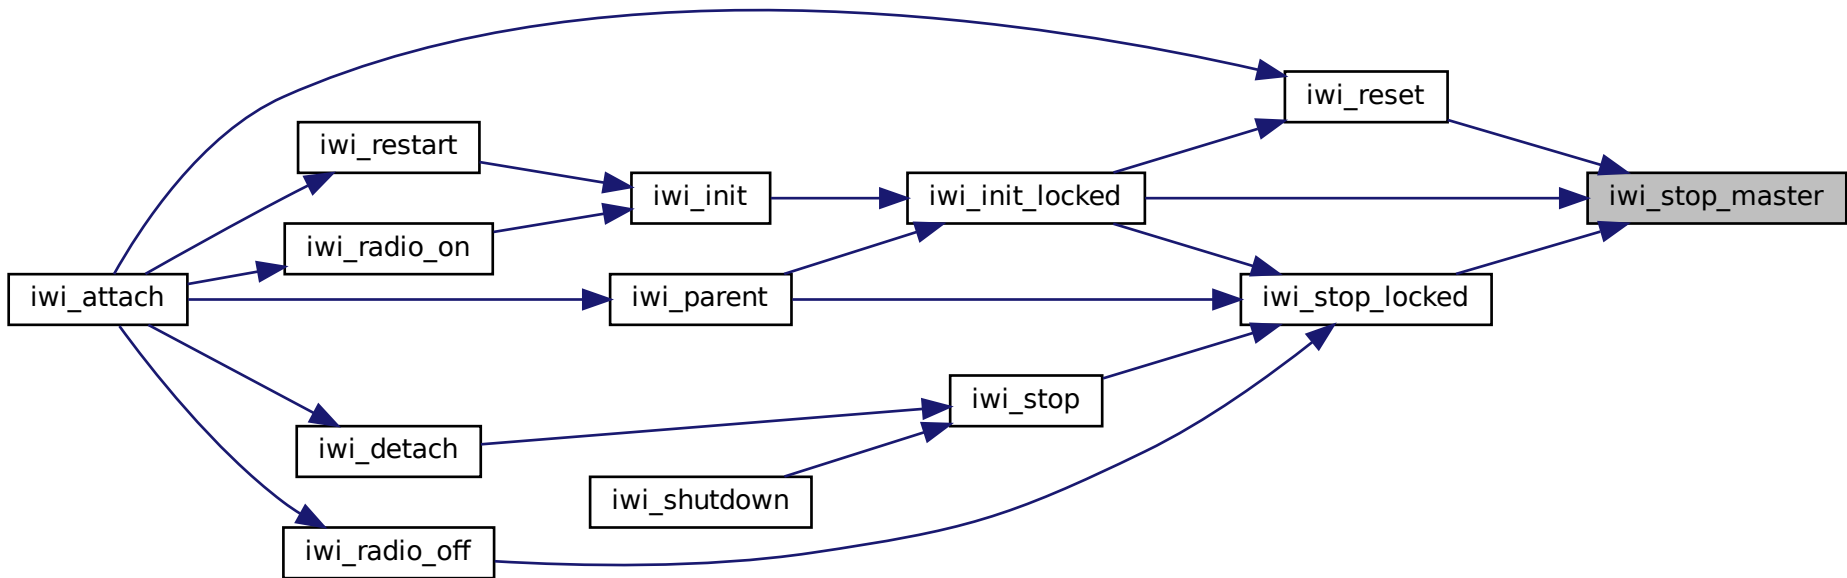 iwi_reset
iwi_restart
iwi_init
iwi_init_locked
iwi_stop_master
iwi_radio_on
iwi_attach
iwi_parent
iwi_stop_locked
iwi_stop
iwi_detach
iwi_shutdown
iwi_radio_off